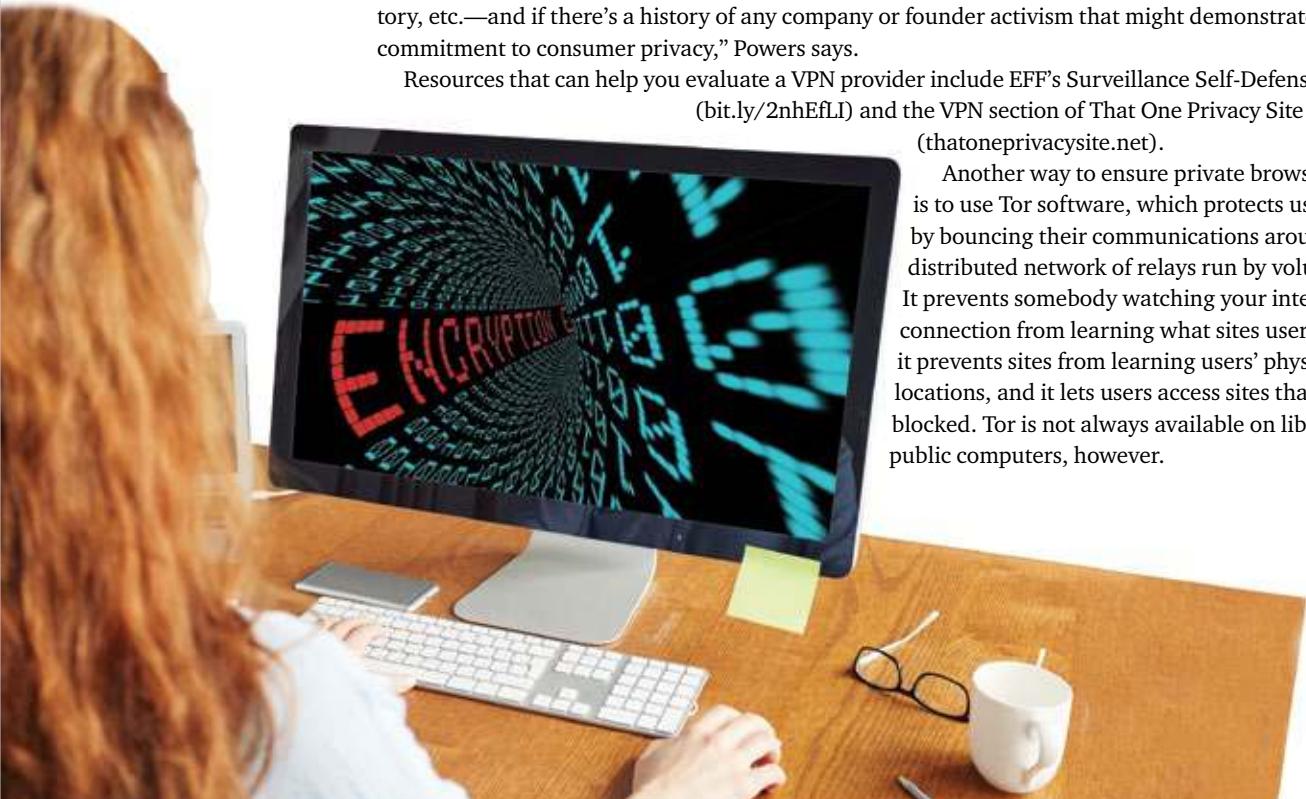 tory, etc.—and if there’s a history of any company or founder activism that might demonstrat
commitment to consumer privacy,” Powers says.
Resources that can help you evaluate a VPN provider include EFF’s Surveillance Self-Defens
(bit.ly/2nhEfLI) and the VPN section of That One Privacy Site
(thatoneprivacysite.net).
Another way to ensure private brows
is to use Tor software, which protects us
by bouncing their communications arou
distributed network of relays run by volu
It prevents somebody watching your inte
connection from learning what sites user
it prevents sites from learning users’ phys
locations, and it lets users access sites tha
blocked. Tor is not always available on lib
public computers, however.
ENCRYPTION